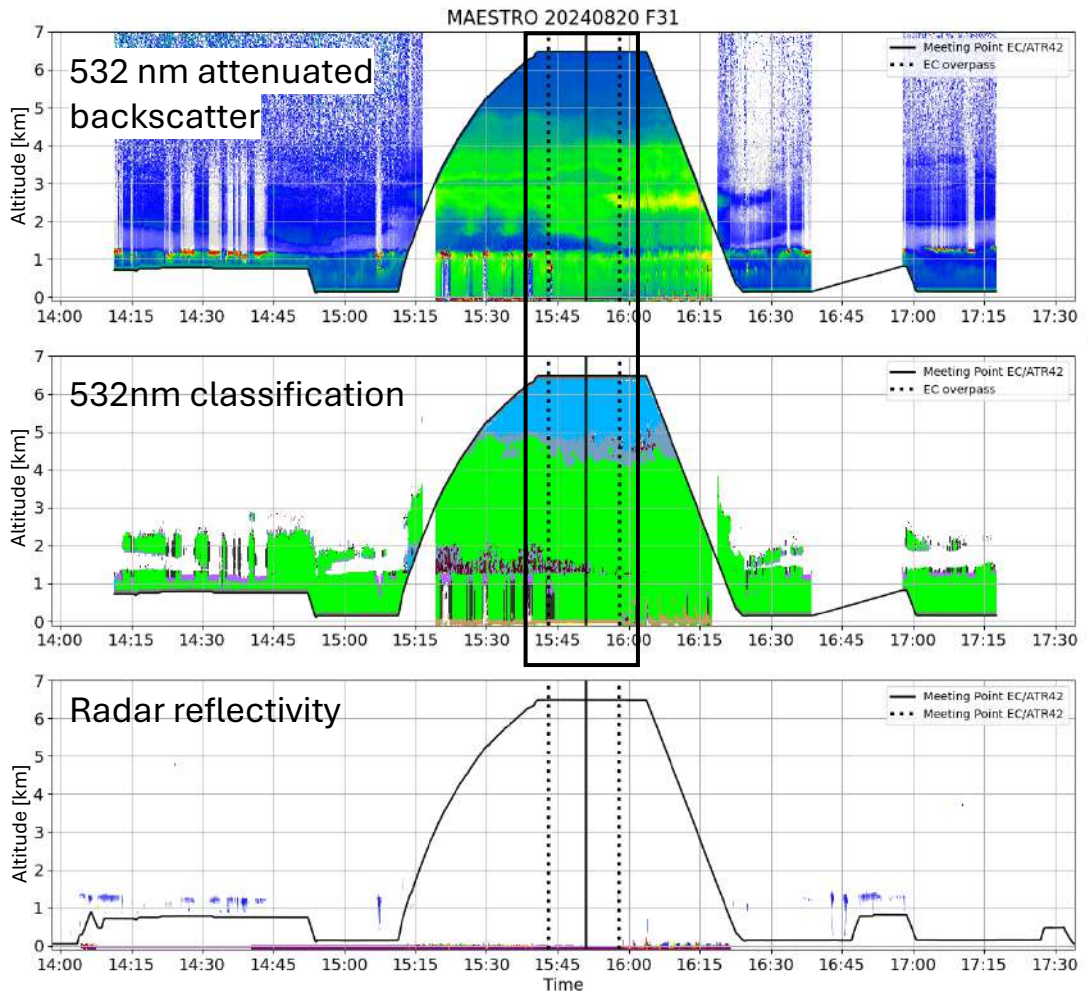 MAESTRO 20240820 F31
532 nm attenuated
backscatter
Meeting Point EC/ATR42
EC overpass
Altitude [km]
7
6
5
4
3
2
1
0
14:00 14:15 14:30 14:45 15:00 15:15 15:30 15:45 16:00 16:15 16:30 16:45 17:00 17:15 17:30
532nm classification
Meeting Point EC/ATR42
EC overpass
Altitude [km]
7
6
5
4
3
2
1
0
14:00 14:15 14:30 14:45 15:00 15:15 15:30 15:45 16:00 16:15 16:30 16:45 17:00 17:15 17:30
Radar reflectivity
Meeting Point EC/ATR42
Meeting Point EC/ATR42
Altitude [km]
7
6
5
4
3
2
1
0
14:00 14:15 14:30 14:45 15:00 15:15 15:30 15:45 16:00 16:15 16:30 16:45 17:00 17:15 17:30
Time